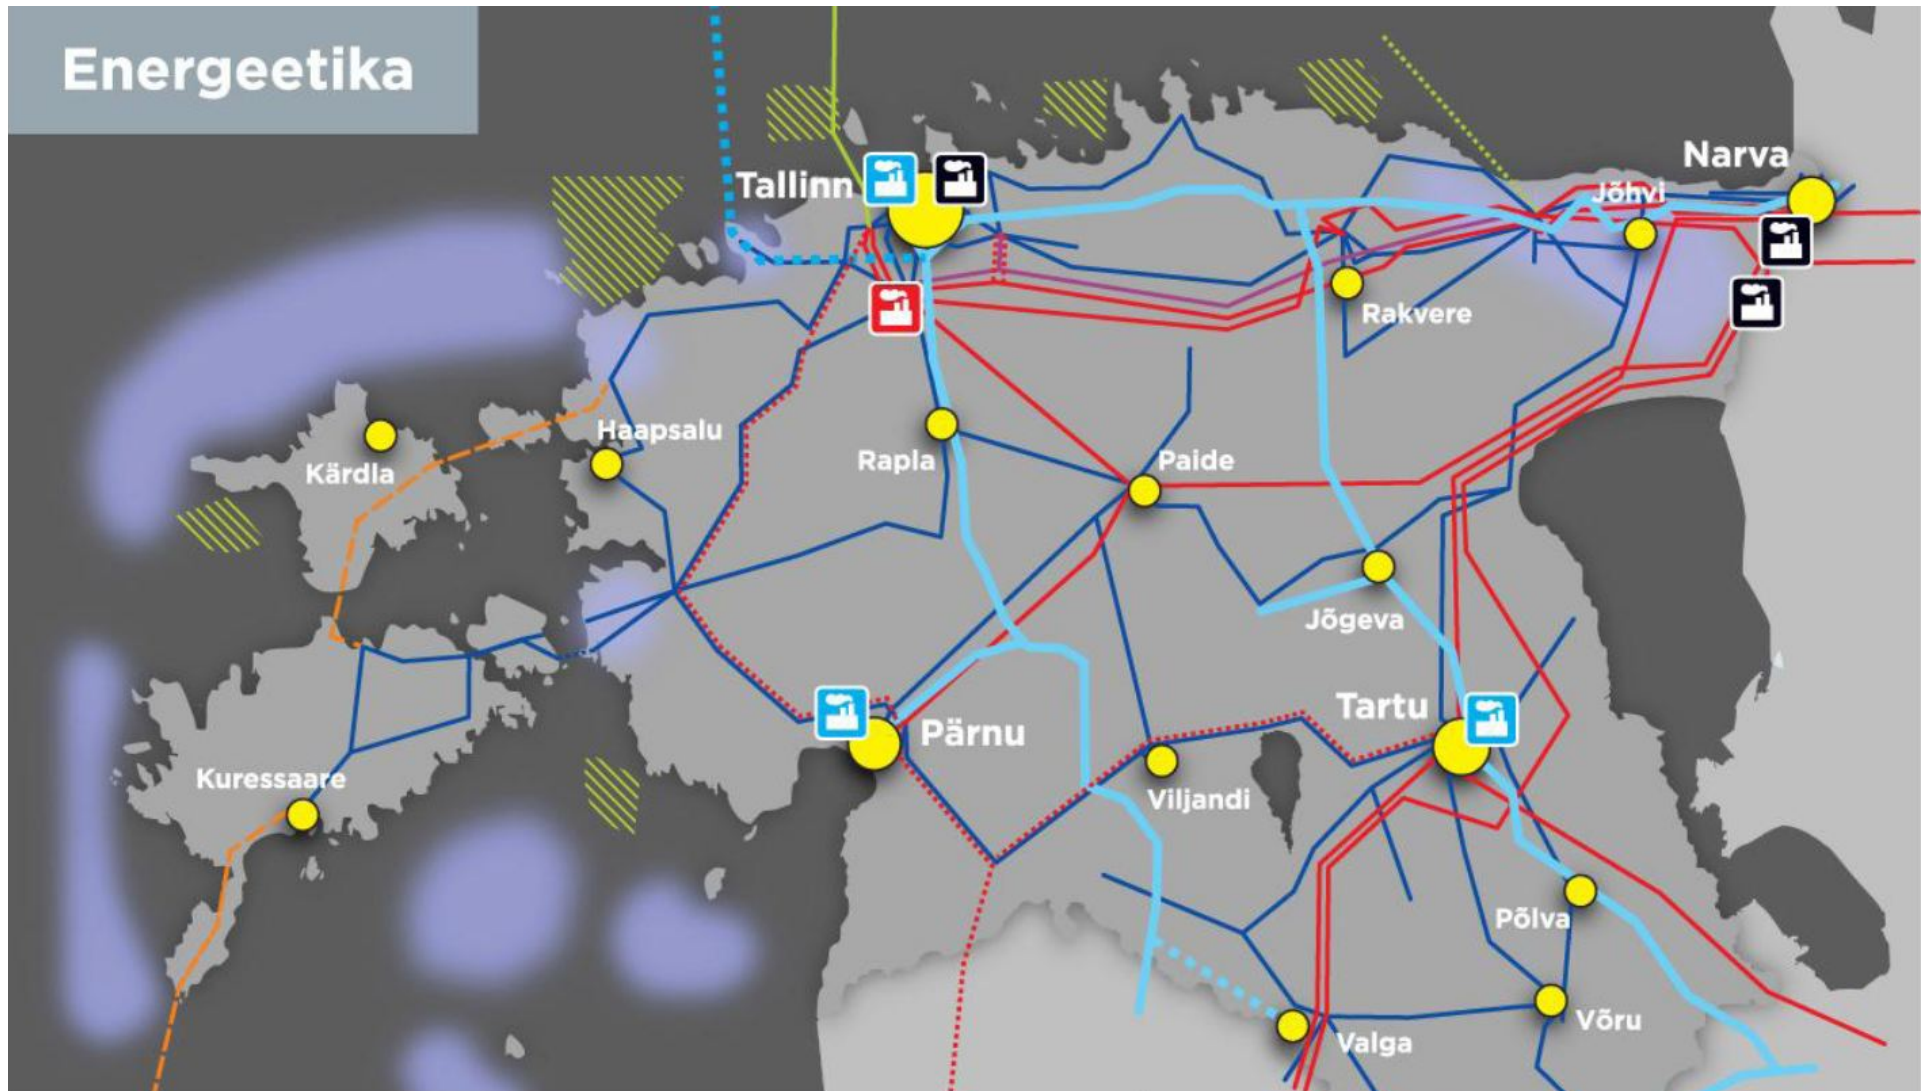 Energeetika
Narva
Tallinn
Jõhvi
Rakvere
Haapsalu
Kärdla
Rapla
Paide
Jõgeva
Tartu
Pärnu
Kuressaare
Viljandi
Põlva
Võru
Valga